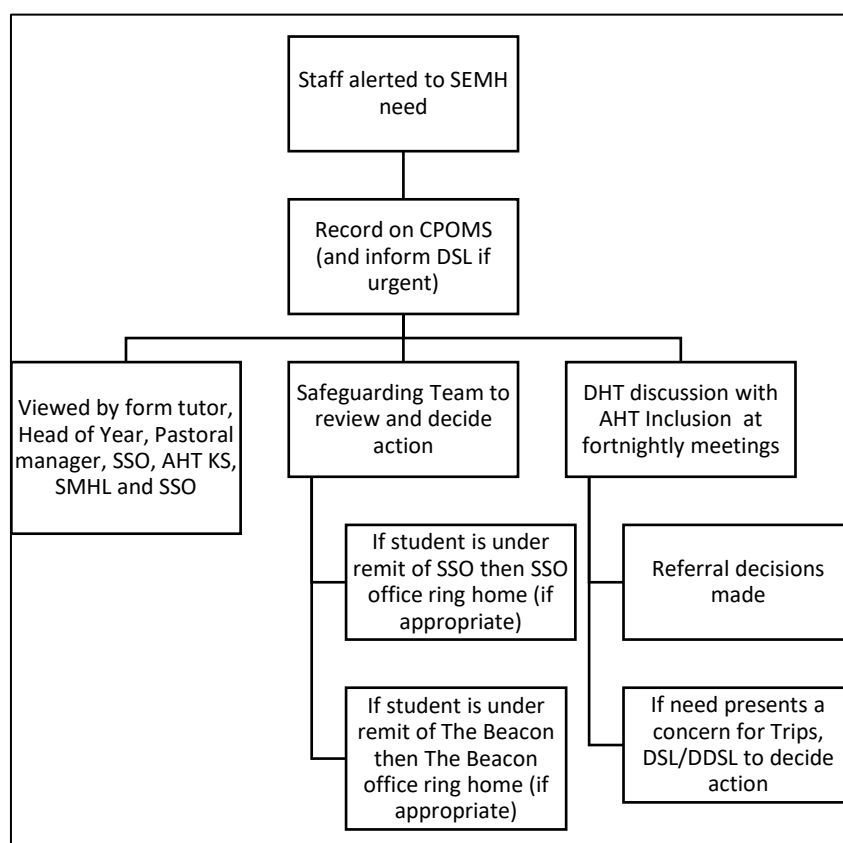 Staff alerted to SEMH
need
Record on CPOMS
(and inform DSL if
urgent)
Viewed by form tutor,
Head of Year, Pastoral
manager, SSO, AHT KS,
SMHL and SSO
Safeguarding Team to
review and decide
action
If student is under
remit of SSO then SSO
office ring home (if
appropriate)
If student is under
remit of The Beacon
then The Beacon
office ring home (if
appropriate)
DHT discussion with
AHT Inclusion at
fortnightly meetings
Referral decisions
made
If need presents a
concern for Trips,
DSL/DDSL to decide
action